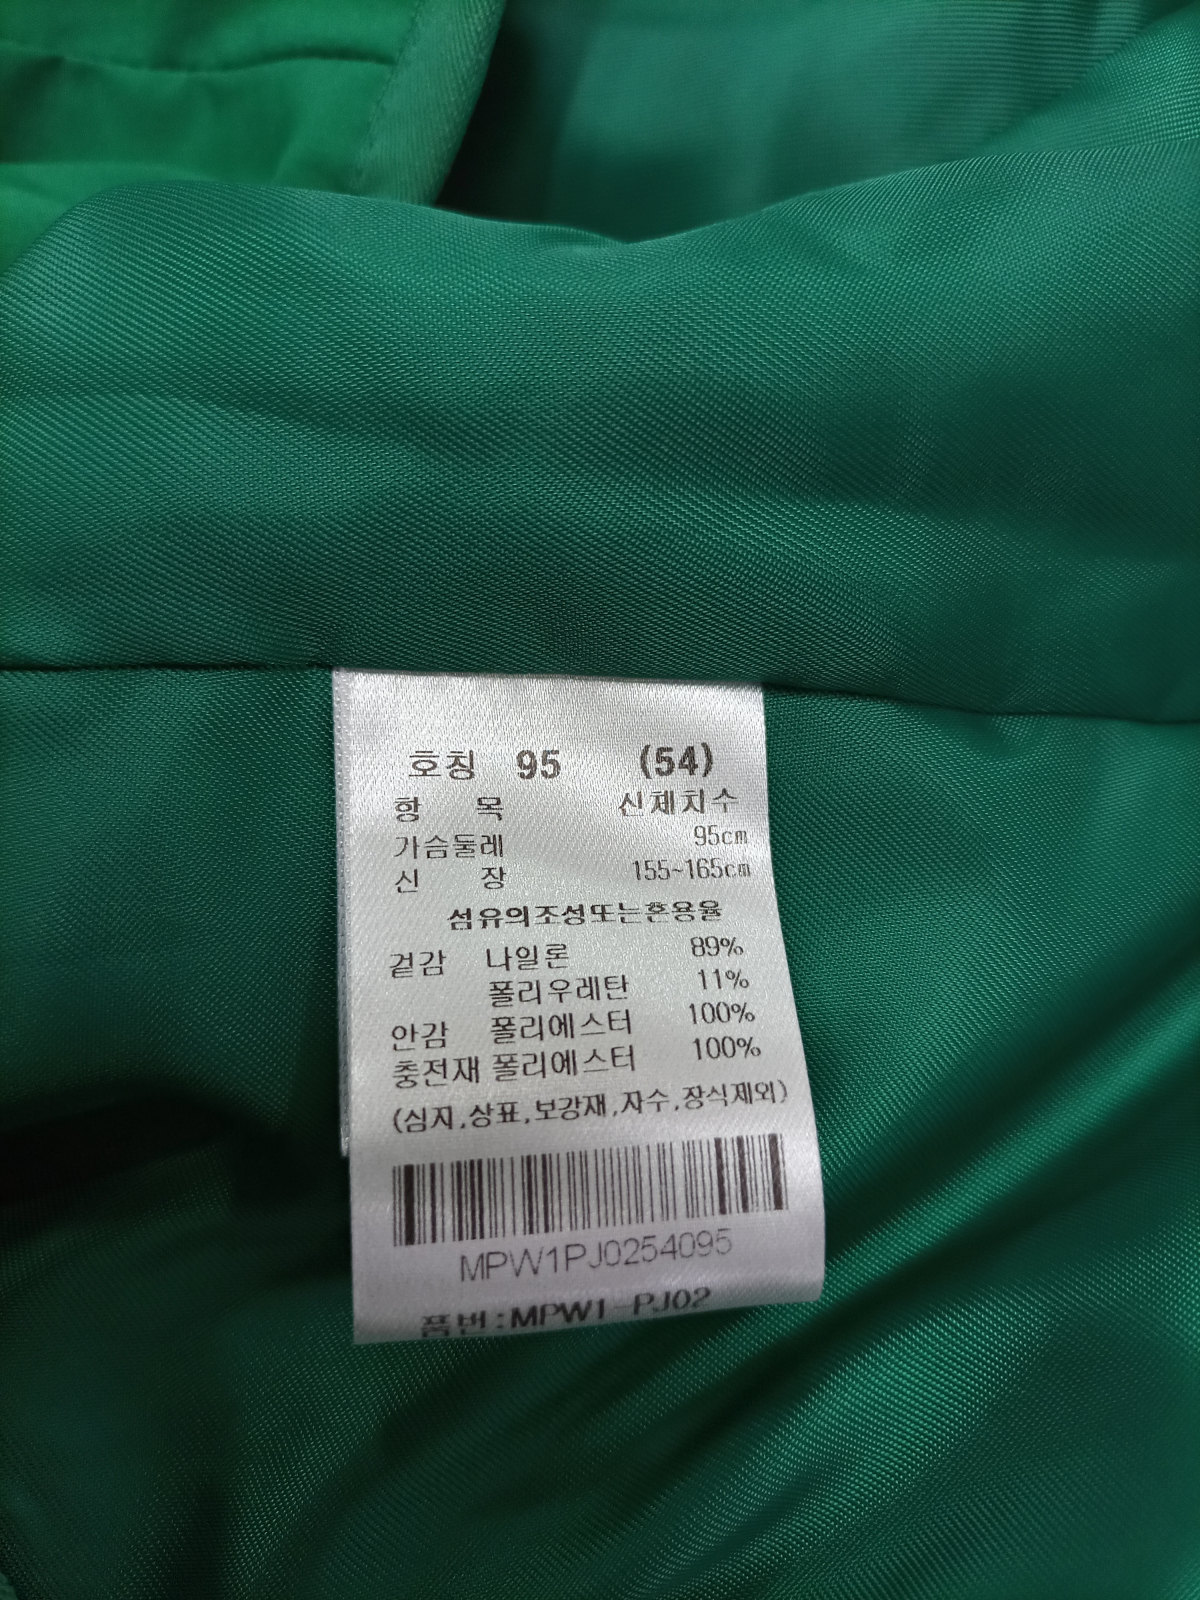 호칭 95 (54)
항 목 신체치수
가슴둘레 95cm
신 장 155~165cm
섬유의조성또는혼용율
겉감 나일론 89%
폴리우레탄 11%
안감 폴리에스터 100%
충전재 폴리에스터 100%
(심지,상표,보강재,자수,장식제외)
MPW1PJ0254095
품번:MPW1-PJ02